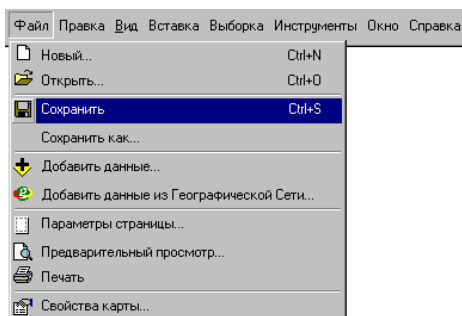 Файл Правка Вид Вставка Выборка Инструменты Окно Справка
Новый... Ctrl+N
Открыть... Ctrl+O
Сохранить Ctrl+S
Сохранить как...
Добавить данные...
Добавить данные из Географической Сети...
Параметры страницы...
Предварительный просмотр...
Печать
Свойства карты...